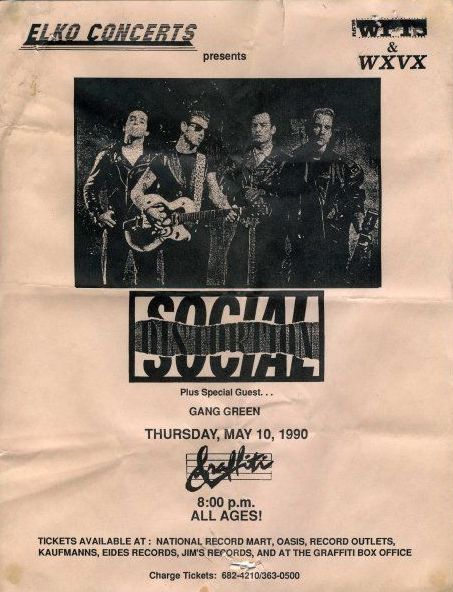 ELKO CONCERTS
presents
WPTS
&
WXVX
SOCIAL
DISTORTION
Plus Special Guest. . .
GANG GREEN
THURSDAY, MAY 10, 1990
Graffiti
8:00 p.m.
ALL AGES!
TICKETS AVAILABLE AT : NATIONAL RECORD MART, OASIS, RECORD OUTLETS,
KAUFMANNS, EIDES RECORDS, JIM'S RECORDS, AND AT THE GRAFFITI BOX OFFICE
Charge Tickets: 682-4210/363-0500